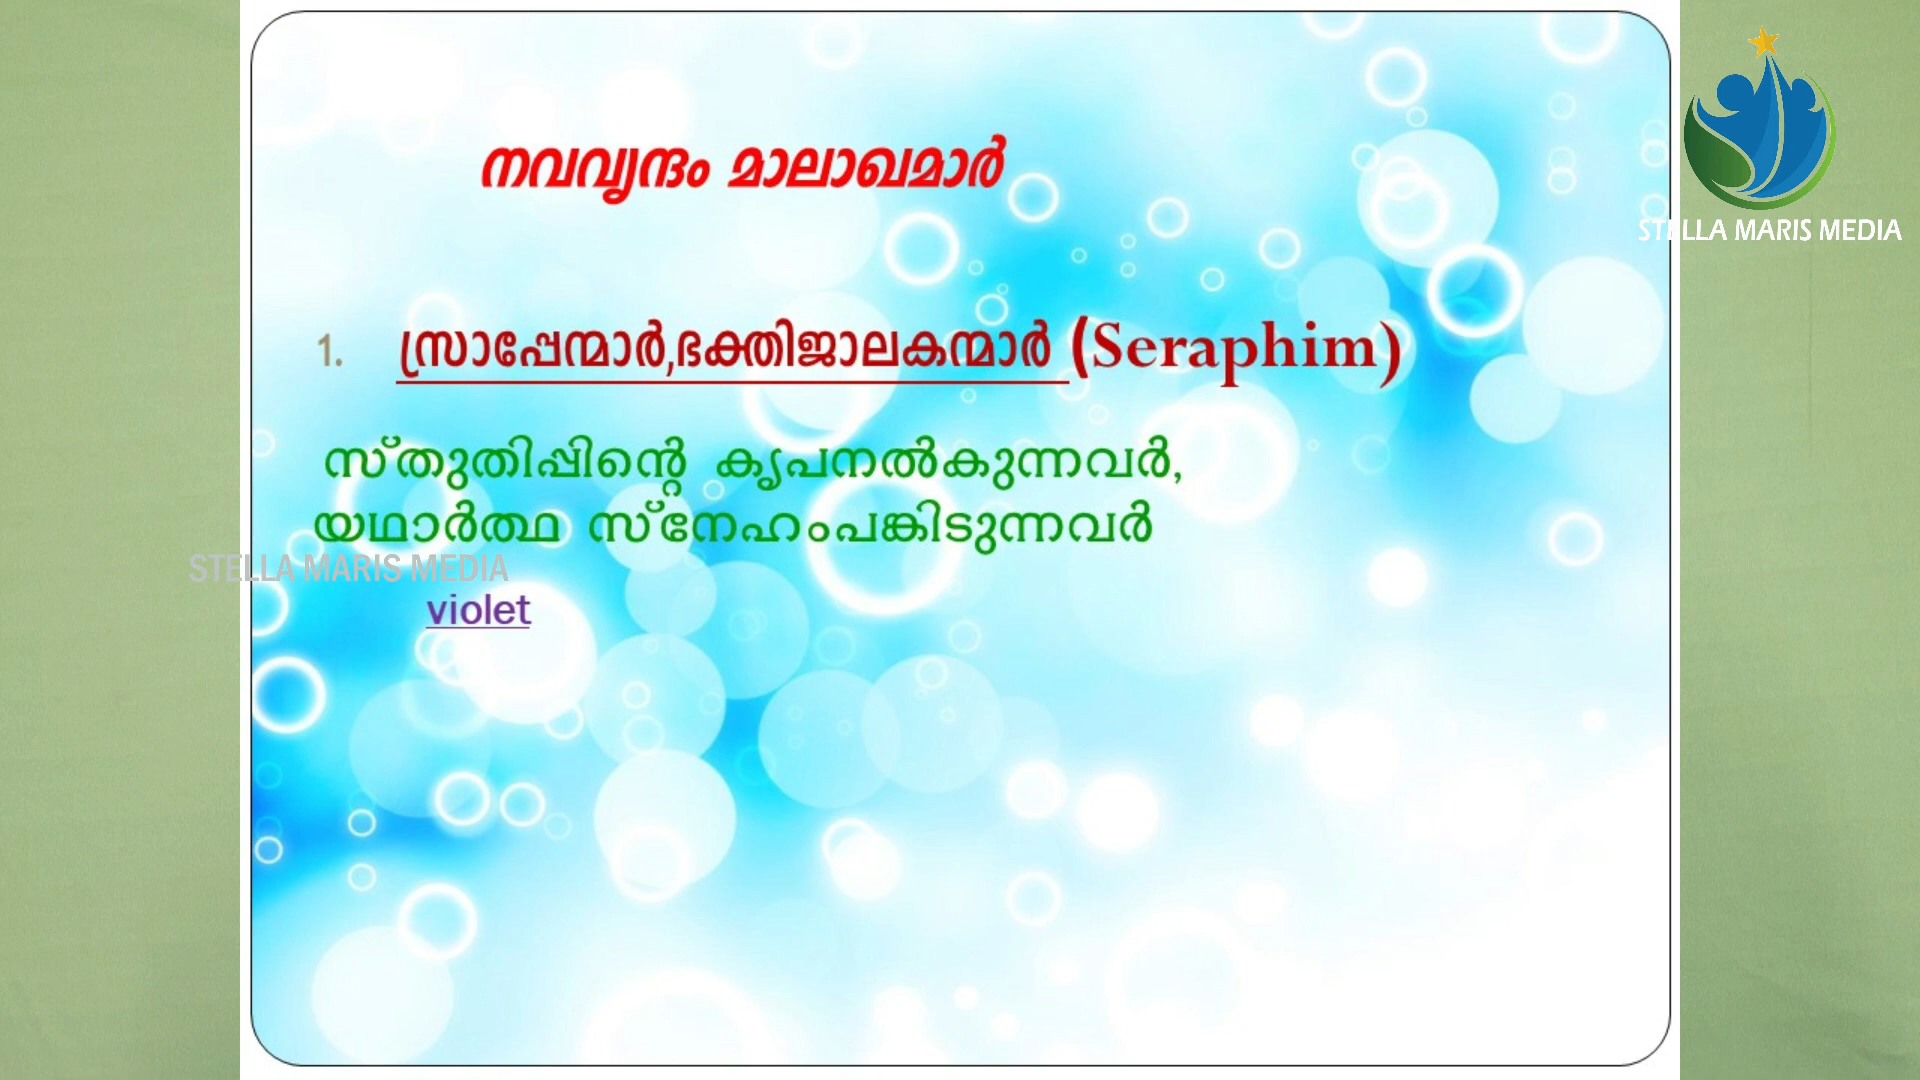 നവവൃന്ദം മാലാഖമാർ
STELLA MARIS MEDIA
1. സ്രാപ്പേന്മാർ,ഭക്തിജാലകന്മാർ (Seraphim)
സ്തുതിപ്പിന്റെ കൃപനൽകുന്നവർ,
യഥാർത്ഥ സ്നേഹംപങ്കിടുന്നവർ
STELLA MARIS MEDIA
violet